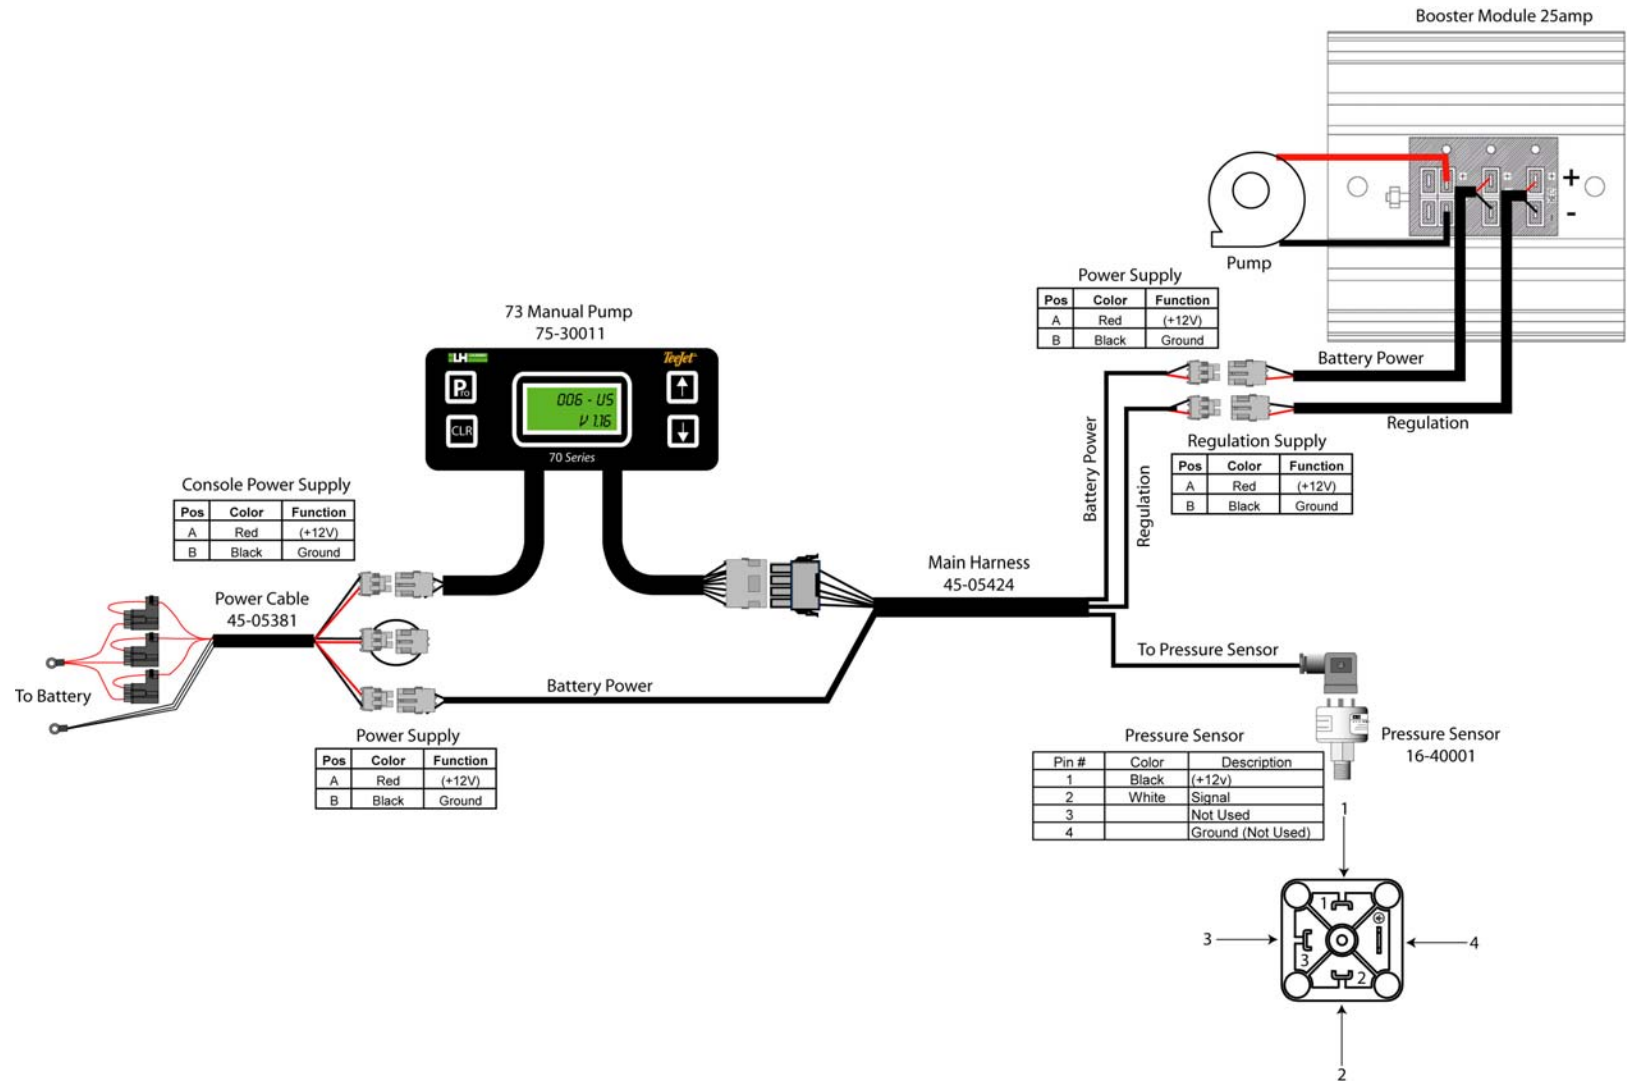 Booster Module 25amp
+
-
Pump
Power Supply
Pos Color Function
A Red (+12V)
B Black Ground
Battery Power
Regulation
Regulation Supply
Pos Color Function
A Red (+12V)
B Black Ground
Battery Power
Regulation
73 Manual Pump
75-30011
LH
TeeJet
Pro
CLR
006 - US
V 1.16
70 Series
Console Power Supply
Pos Color Function
A Red (+12V)
B Black Ground
Power Cable
45-05381
To Battery
Main Harness
45-05424
Battery Power
Power Supply
Pos Color Function
A Red (+12V)
B Black Ground
To Pressure Sensor
Pressure Sensor
16-40001
Pressure Sensor
Pin # Color Description
1 Black (+12v)
2 White Signal
3 Not Used
4 Ground (Not Used)
1
1
3
4
3
2
2